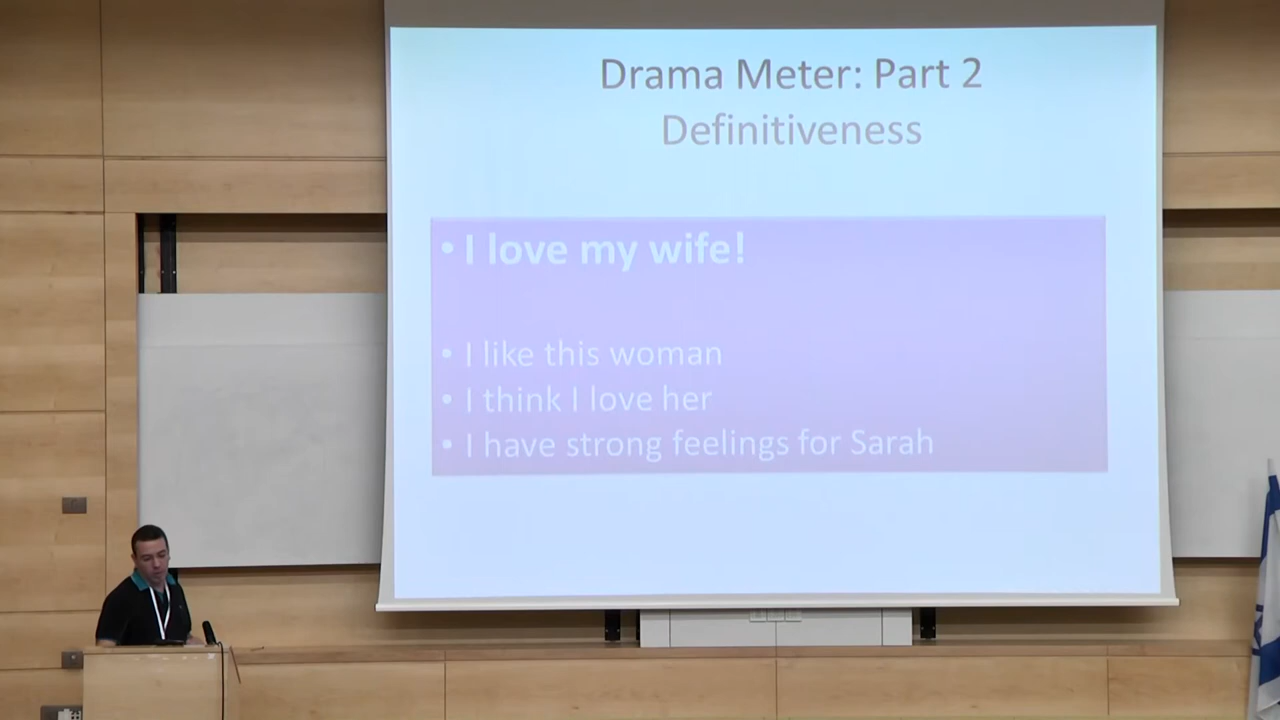 Drama Meter: Part 2
Definitiveness
• I love my wife!
• I like this woman
• I think I love her
• I have strong feelings for Sarah